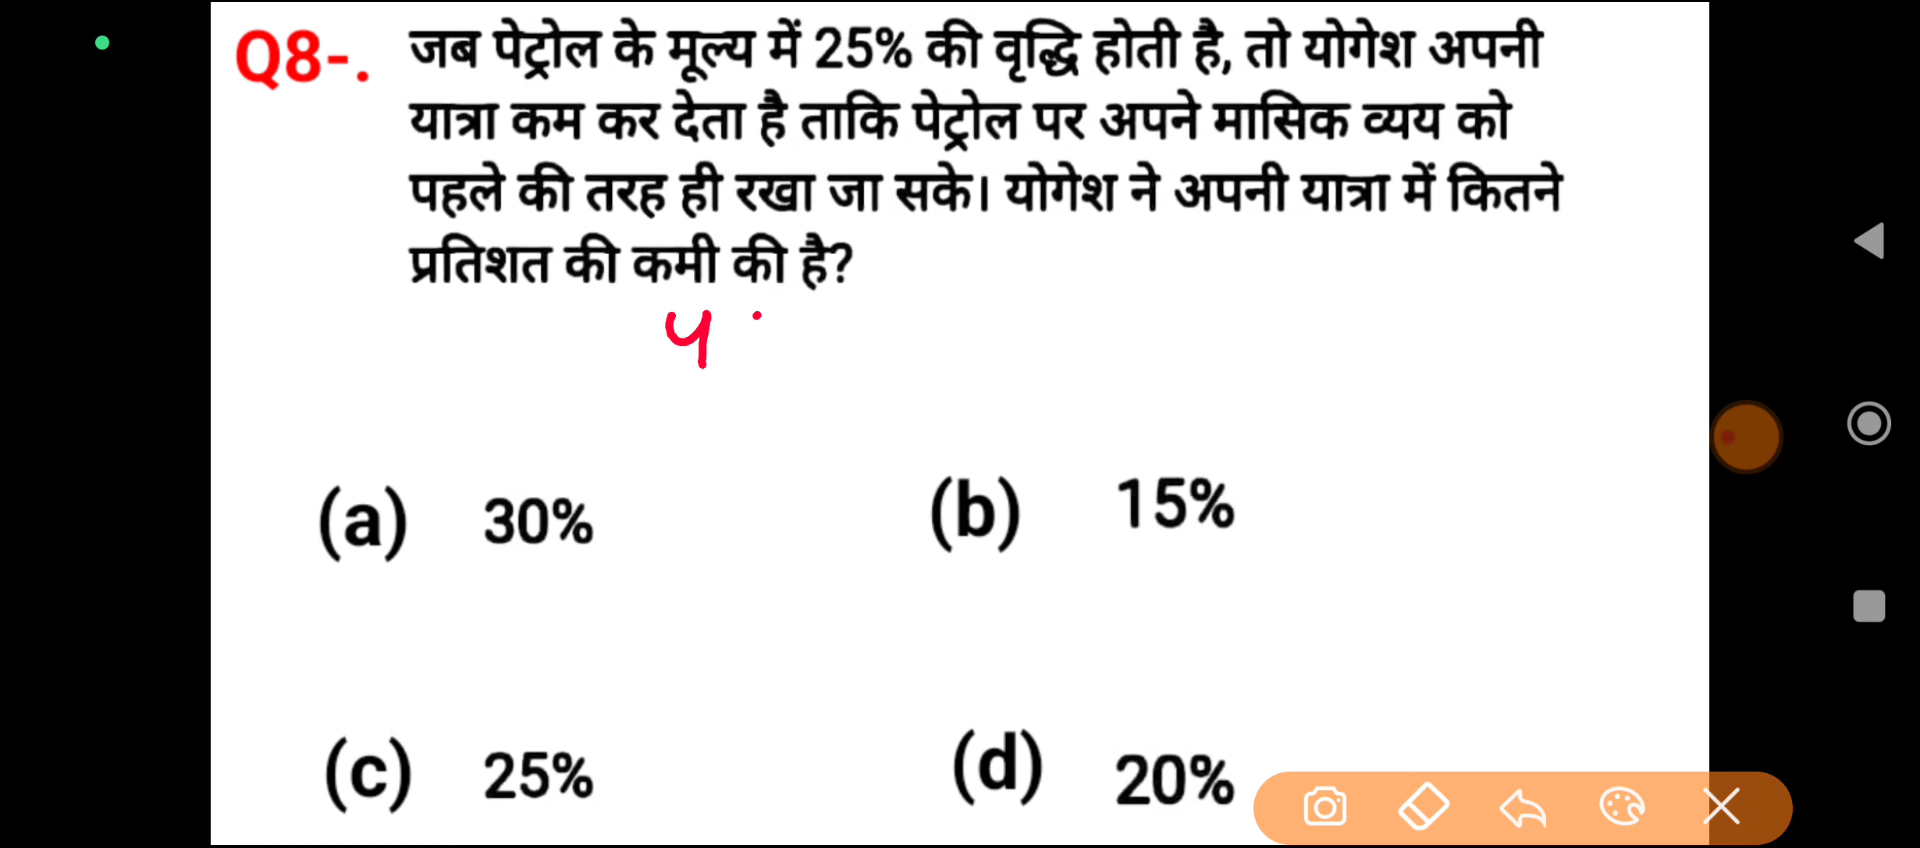 Q8-. जब पेट्रोल के मूल्य में 25% की वृद्धि होती है, तो योगेश अपनी
यात्रा कम कर देता है ताकि पेट्रोल पर अपने मासिक व्यय को
पहले की तरह ही रखा जा सके। योगेश ने अपनी यात्रा में कितने
प्रतिशत की कमी की है?
4
(a) 30% (b) 15%
(c) 25% (d) 20%